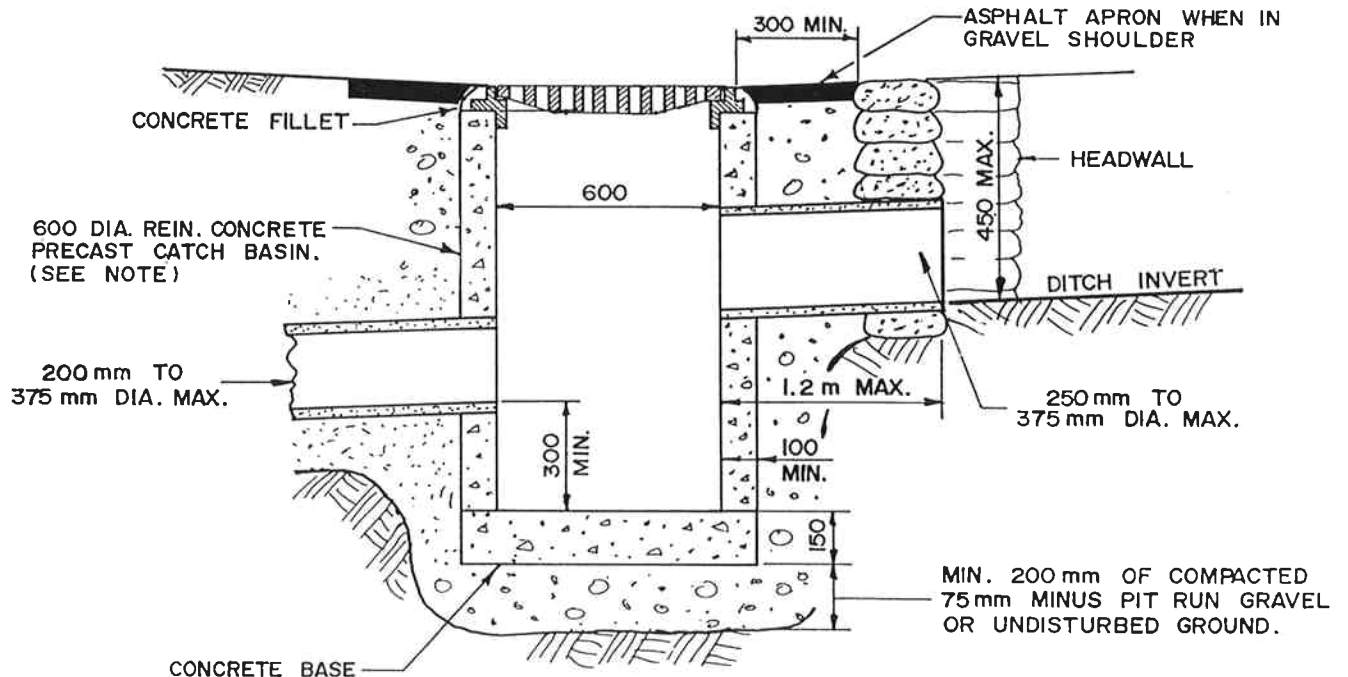 300 MIN.
ASPHALT APRON WHEN IN
GRAVEL SHOULDER
CONCRETE FILLET
450 MAX.
HEADWALL
600
600 DIA. REIN. CONCRETE
PRECAST CATCH BASIN.
(SEE NOTE)
DITCH INVERT
200 mm TO
375 mm DIA. MAX.
1.2 m MAX.
250 mm TO
375 mm DIA. MAX.
300
MIN.
100
MIN.
150
MIN. 200 mm OF COMPACTED
75 mm MINUS PIT RUN GRAVEL
OR UNDISTURBED GROUND.
CONCRETE BASE